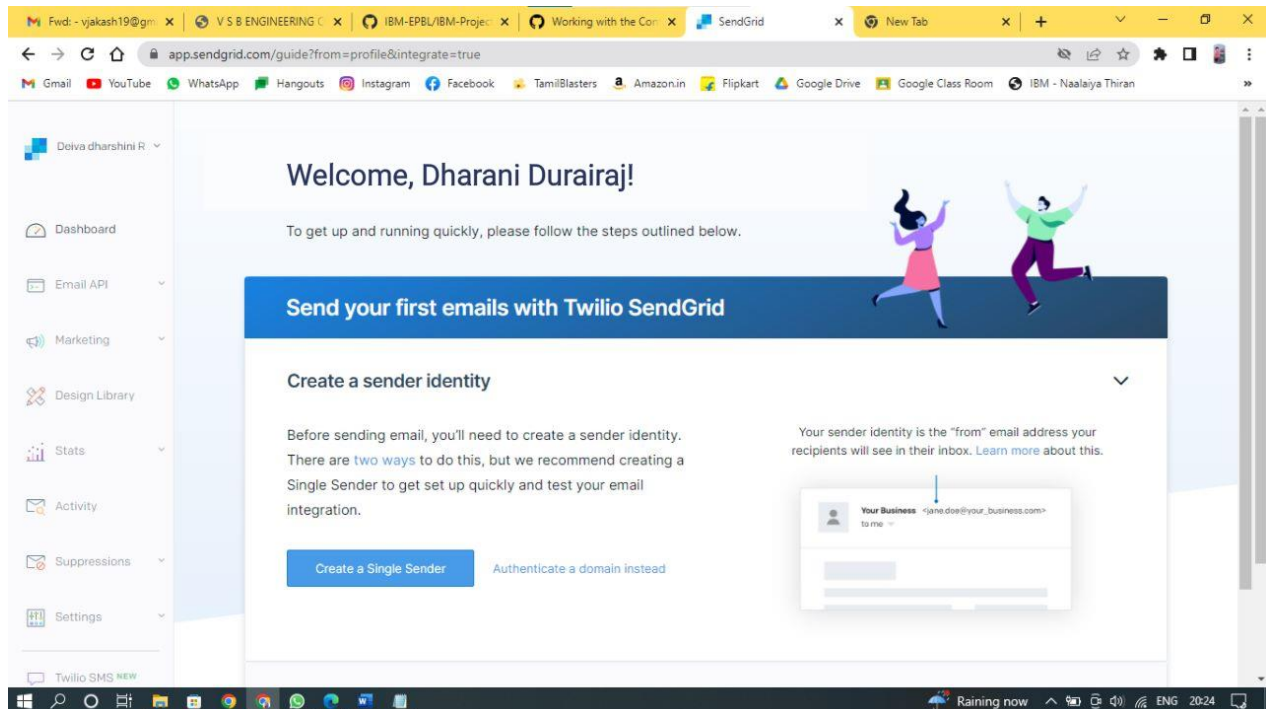 Fwd: - vjakash19@gm
V S B ENGINEERING C
IBM-EPBL/IBM-Projec
Working with the Con
SendGrid
New Tab
app.sendgrid.com/guide?from=profile&integrate=true
Gmail YouTube WhatsApp Hangouts Instagram Facebook TamilBlasters Amazon.in Flipkart Google Drive Google Class Room IBM - Naalaiya Thiran »
Deiva dharshini R
Dashboard
Email API
Marketing
Design Library
Stats
Activity
Suppressions
Settings
Twilio SMS NEW
Welcome, Dharani Durairaj!
To get up and running quickly, please follow the steps outlined below.
Send your first emails with Twilio SendGrid
Create a sender identity
Before sending email, you'll need to create a sender identity.
There are two ways to do this, but we recommend creating a
Single Sender to get set up quickly and test your email
integration.
Create a Single Sender
Authenticate a domain instead
Your sender identity is the "from" email address your
recipients will see in their inbox. Learn more about this.
Your Business <jane.doe@your_business.com>
to me
Raining now ENG 20:24